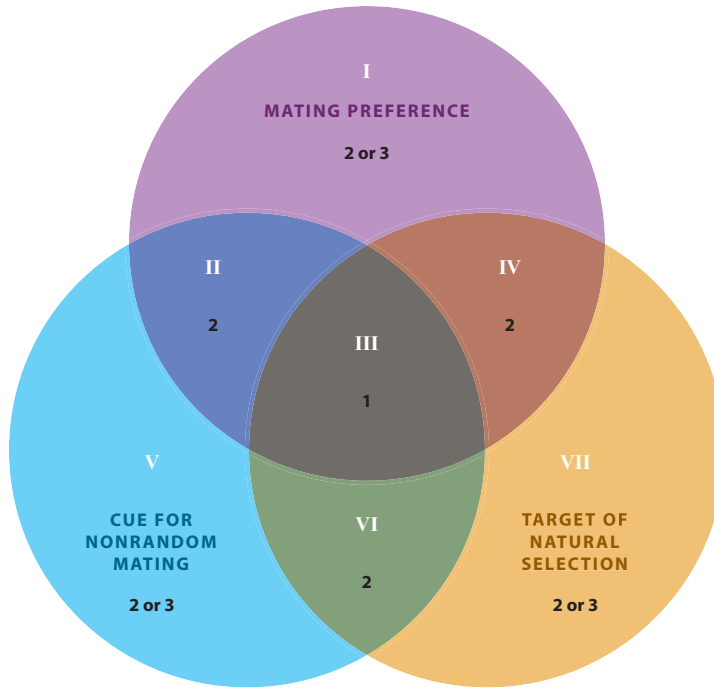 I
MATING PREFERENCE
2 or 3
II
2
IV
2
III
1
V
CUE FOR
NONRANDOM
MATING
2 or 3
VI
2
VII
TARGET OF
NATURAL
SELECTION
2 or 3